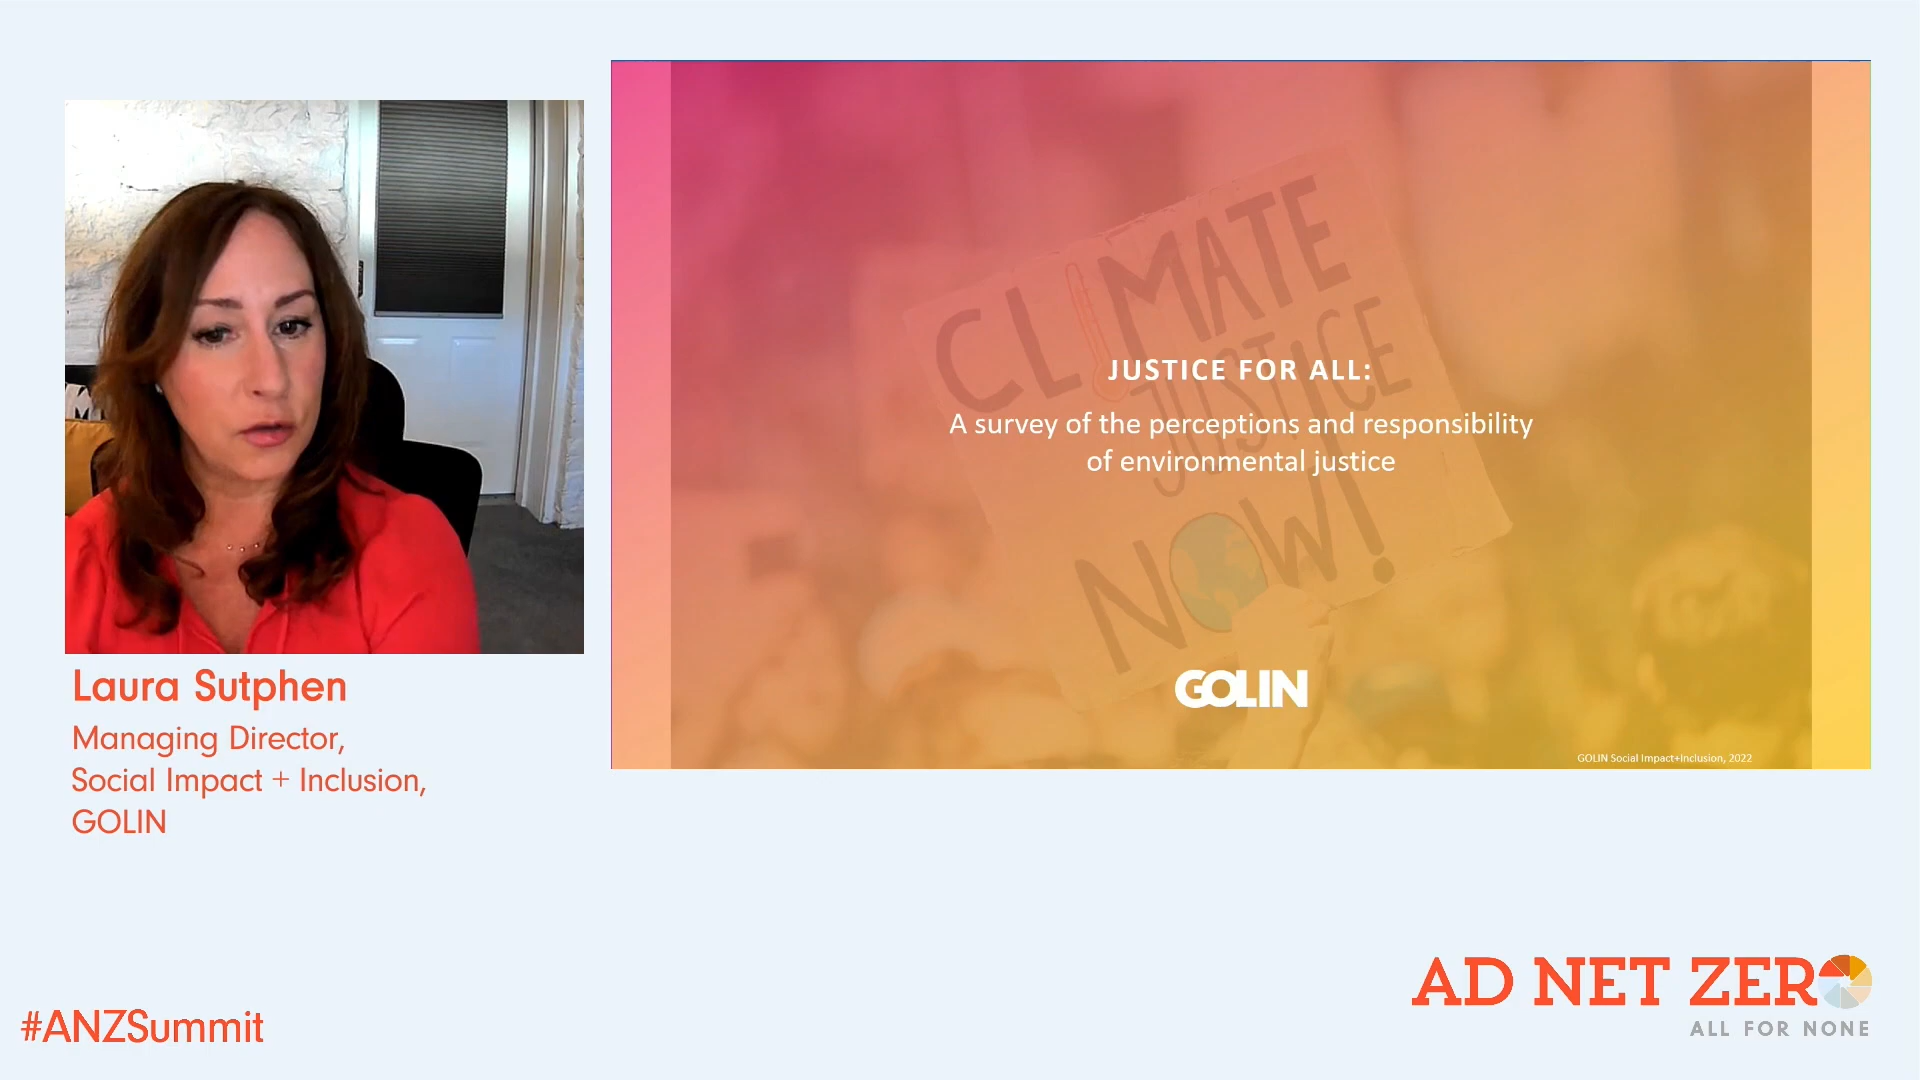 CLIMATE
JUSTICE
NOW!
JUSTICE FOR ALL:
A survey of the perceptions and responsibility
of environmental justice
GOLIN
GOLIN Social Impact+Inclusion, 2022
Laura Sutphen
Managing Director,
Social Impact + Inclusion,
GOLIN
#ANZSummit
AD NET ZERO
ALL FOR NONE